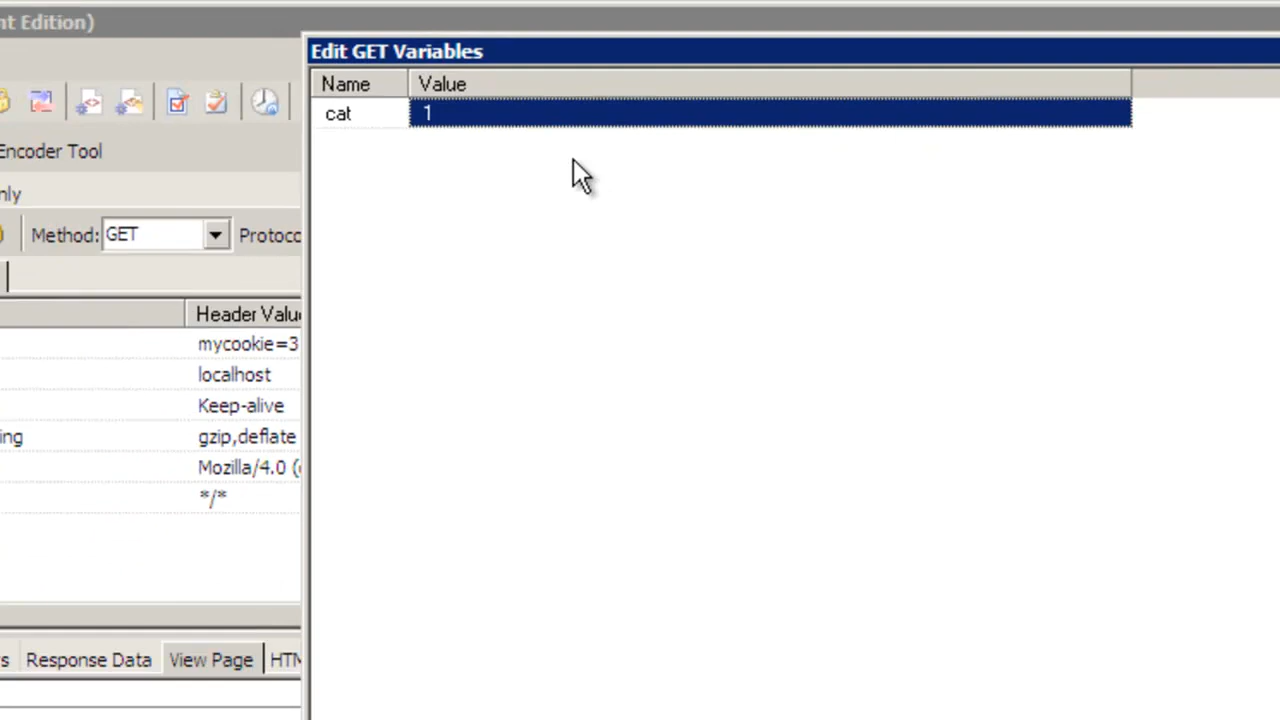 nt Edition)
Edit GET Variables
Name Value
cat 1
Encoder Tool
nly
Method: GET Protoco
Header Valu
mycookie=3
localhost
Keep-alive
ing gzip,deflate
Mozilla/4.0 (
*/*
s Response Data View Page HTM